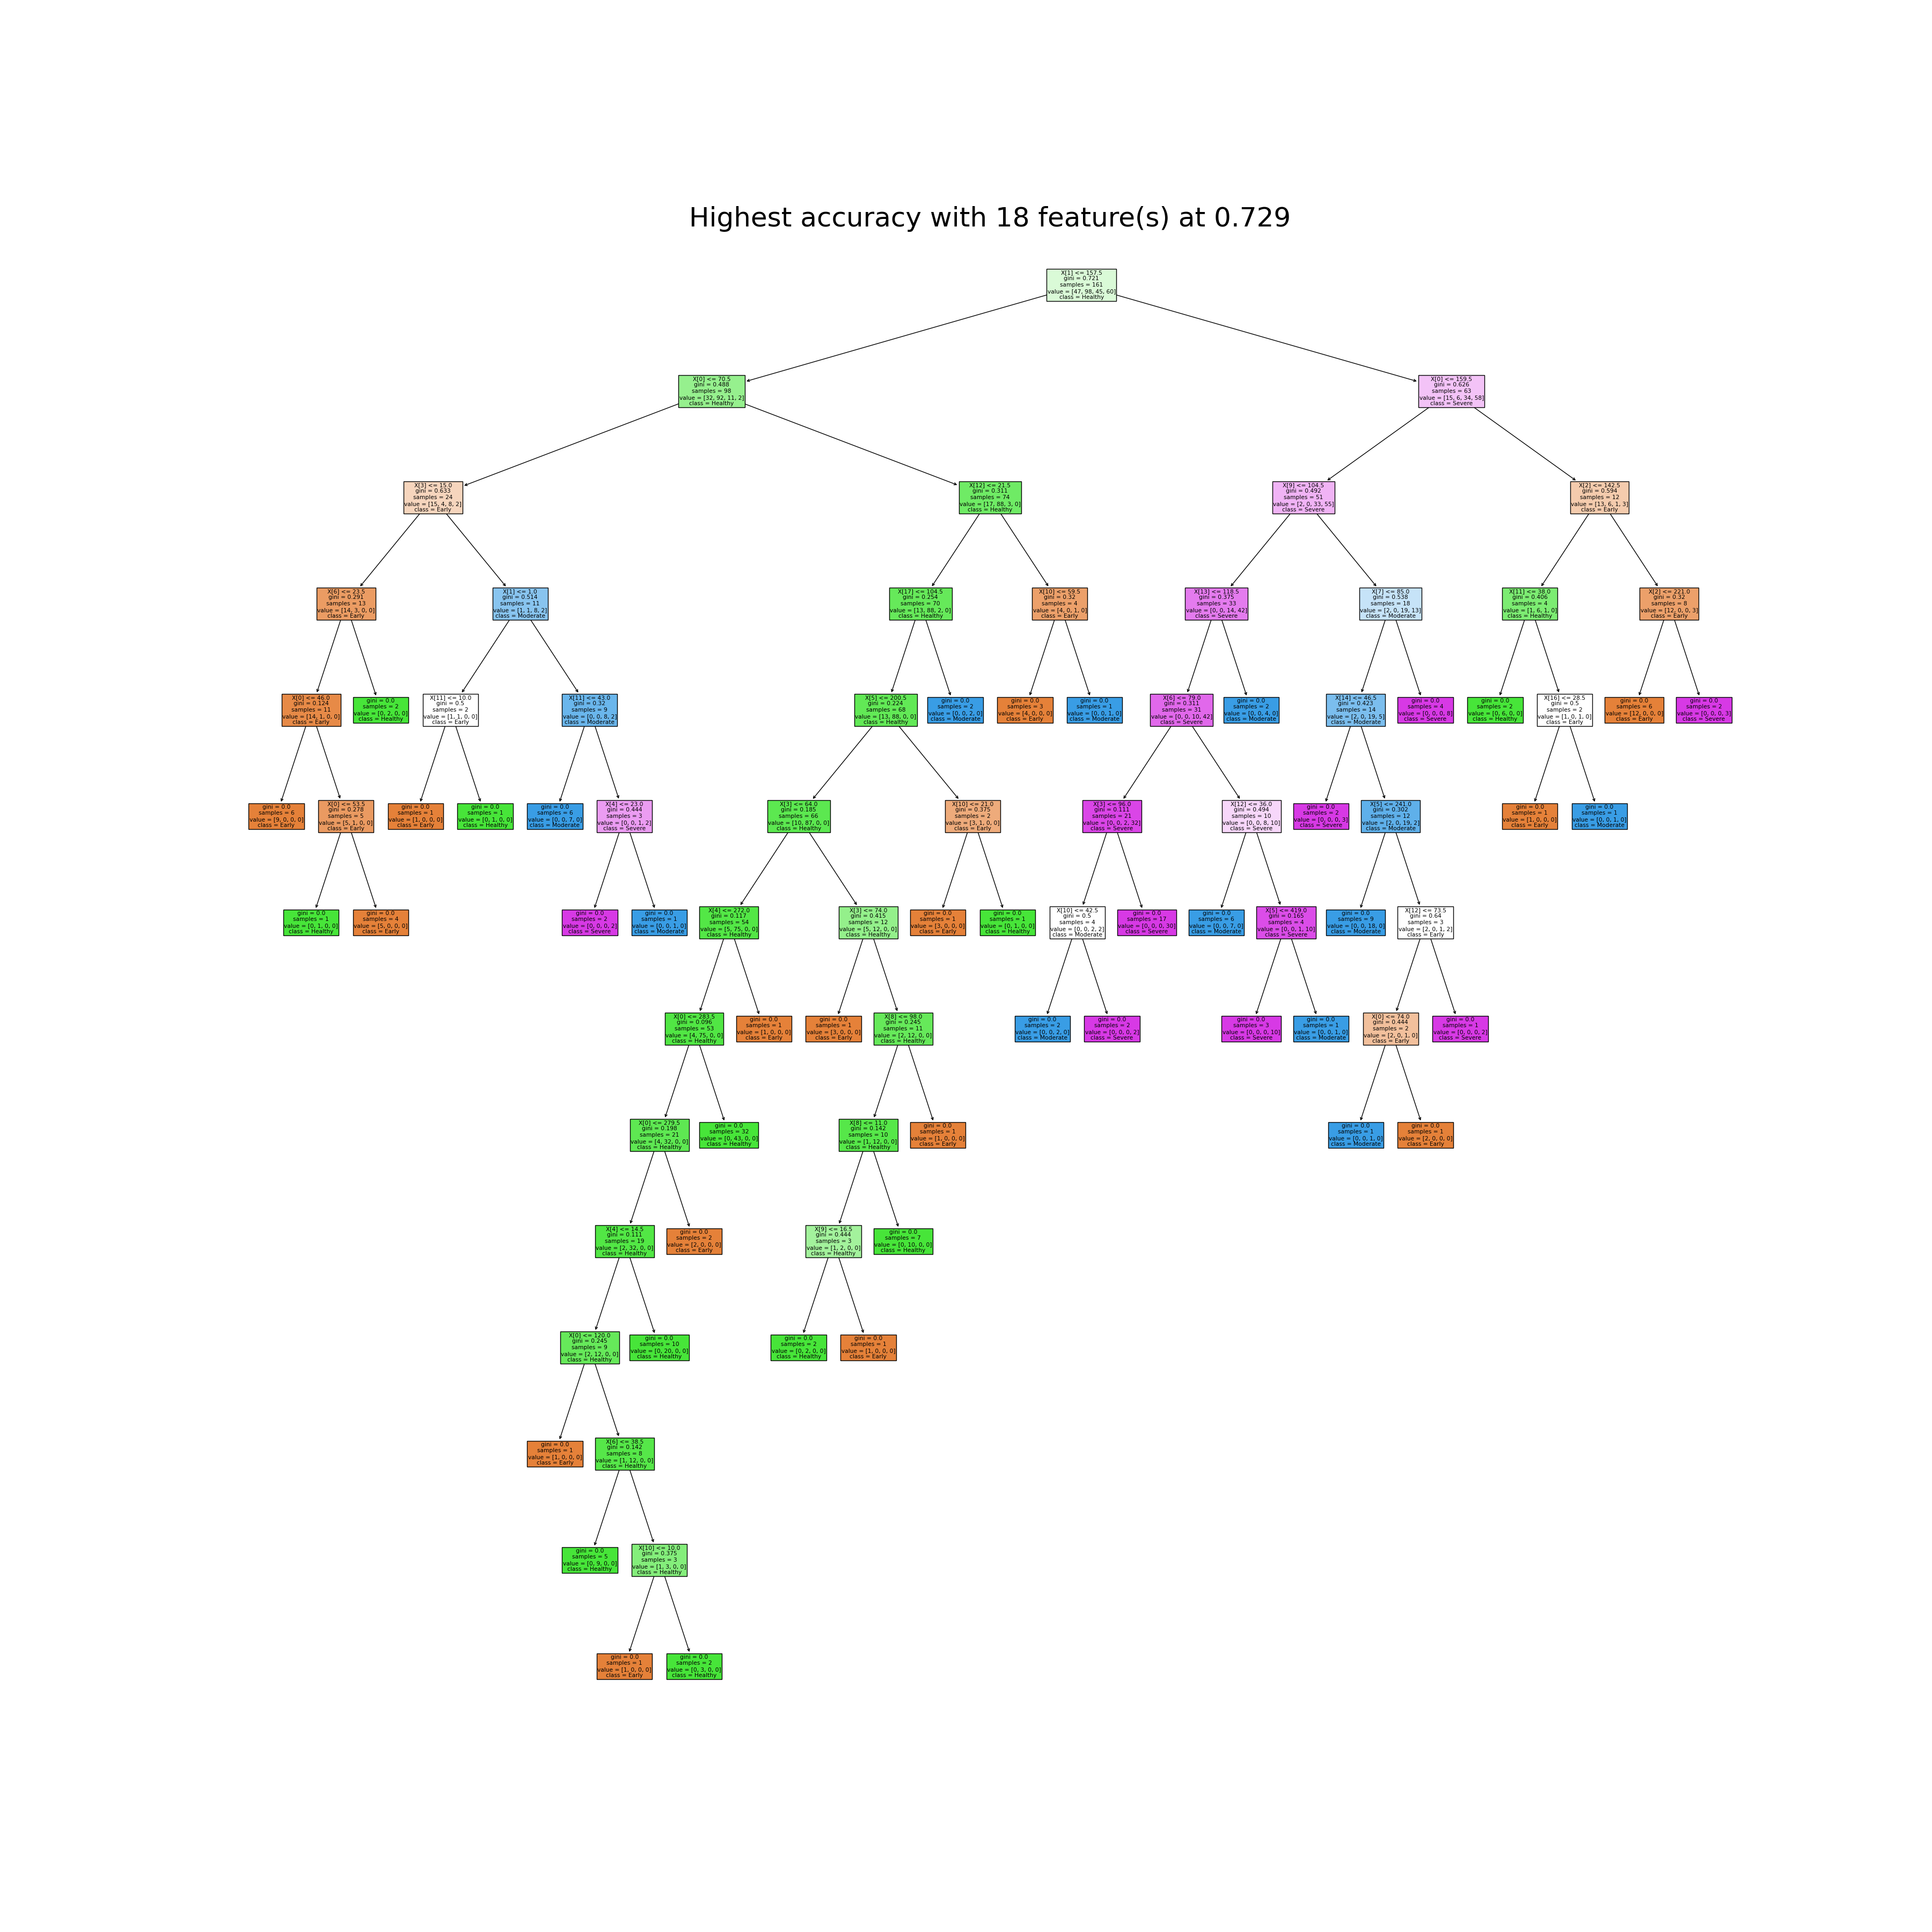 Highest accuracy with 18 feature(s) at 0.729
X[1] <= 157.5
gini = 0.721
samples = 161
value = [47, 98, 45, 60]
class = Healthy
X[0] <= 70.5
gini = 0.488
samples = 98
value = [32, 92, 11, 2]
class = Healthy
X[0] <= 159.5
gini = 0.626
samples = 63
value = [15, 6, 34, 58]
class = Severe
X[3] <= 15.0
gini = 0.633
samples = 24
value = [15, 4, 8, 2]
class = Early
X[12] <= 21.5
gini = 0.311
samples = 74
value = [17, 88, 3, 0]
class = Healthy
X[9] <= 104.5
gini = 0.492
samples = 51
value = [2, 0, 33, 55]
class = Severe
X[2] <= 142.5
gini = 0.594
samples = 12
value = [13, 6, 1, 3]
class = Early
X[6] <= 23.5
gini = 0.291
samples = 13
value = [14, 3, 0, 0]
class = Early
X[1] <= 1.0
gini = 0.514
samples = 11
value = [1, 1, 8, 2]
class = Moderate
X[17] <= 104.5
gini = 0.254
samples = 70
value = [13, 88, 2, 0]
class = Healthy
X[10] <= 59.5
gini = 0.32
samples = 4
value = [4, 0, 1, 0]
class = Early
X[13] <= 118.5
gini = 0.375
samples = 33
value = [0, 0, 14, 42]
class = Severe
X[7] <= 85.0
gini = 0.538
samples = 18
value = [2, 0, 19, 13]
class = Moderate
X[11] <= 38.0
gini = 0.406
samples = 4
value = [1, 6, 1, 0]
class = Healthy
X[2] <= 221.0
gini = 0.32
samples = 8
value = [12, 0, 0, 3]
class = Early
X[0] <= 46.0
gini = 0.124
samples = 11
value = [14, 1, 0, 0]
class = Early
gini = 0.0
samples = 2
value = [0, 2, 0, 0]
class = Healthy
X[11] <= 10.0
gini = 0.5
samples = 2
value = [1, 1, 0, 0]
class = Early
X[11] <= 43.0
gini = 0.32
samples = 9
value = [0, 0, 8, 2]
class = Moderate
X[5] <= 200.5
gini = 0.224
samples = 68
value = [13, 88, 0, 0]
class = Healthy
gini = 0.0
samples = 2
value = [0, 0, 2, 0]
class = Moderate
gini = 0.0
samples = 3
value = [4, 0, 0, 0]
class = Early
gini = 0.0
samples = 1
value = [0, 0, 1, 0]
class = Moderate
X[6] <= 79.0
gini = 0.311
samples = 31
value = [0, 0, 10, 42]
class = Severe
gini = 0.0
samples = 2
value = [0, 0, 4, 0]
class = Moderate
X[14] <= 46.5
gini = 0.423
samples = 14
value = [2, 0, 19, 5]
class = Moderate
gini = 0.0
samples = 4
value = [0, 0, 0, 8]
class = Severe
gini = 0.0
samples = 2
value = [0, 6, 0, 0]
class = Healthy
X[16] <= 28.5
gini = 0.5
samples = 2
value = [1, 0, 1, 0]
class = Early
gini = 0.0
samples = 6
value = [12, 0, 0, 0]
class = Early
gini = 0.0
samples = 2
value = [0, 0, 0, 3]
class = Severe
gini = 0.0
samples = 6
value = [9, 0, 0, 0]
class = Early
X[0] <= 53.5
gini = 0.278
samples = 5
value = [5, 1, 0, 0]
class = Early
gini = 0.0
samples = 1
value = [1, 0, 0, 0]
class = Early
gini = 0.0
samples = 1
value = [0, 1, 0, 0]
class = Healthy
gini = 0.0
samples = 6
value = [0, 0, 7, 0]
class = Moderate
X[4] <= 23.0
gini = 0.444
samples = 3
value = [0, 0, 1, 2]
class = Severe
X[3] <= 64.0
gini = 0.185
samples = 66
value = [10, 87, 0, 0]
class = Healthy
X[10] <= 21.0
gini = 0.375
samples = 2
value = [3, 1, 0, 0]
class = Early
X[3] <= 96.0
gini = 0.111
samples = 21
value = [0, 0, 2, 32]
class = Severe
X[12] <= 36.0
gini = 0.494
samples = 10
value = [0, 0, 8, 10]
class = Severe
gini = 0.0
samples = 2
value = [0, 0, 0, 3]
class = Severe
X[5] <= 241.0
gini = 0.302
samples = 12
value = [2, 0, 19, 2]
class = Moderate
gini = 0.0
samples = 1
value = [1, 0, 0, 0]
class = Early
gini = 0.0
samples = 1
value = [0, 0, 1, 0]
class = Moderate
gini = 0.0
samples = 1
value = [0, 1, 0, 0]
class = Healthy
gini = 0.0
samples = 4
value = [5, 0, 0, 0]
class = Early
gini = 0.0
samples = 2
value = [0, 0, 0, 2]
class = Severe
gini = 0.0
samples = 1
value = [0, 0, 1, 0]
class = Moderate
X[4] <= 272.0
gini = 0.117
samples = 54
value = [5, 75, 0, 0]
class = Healthy
X[3] <= 74.0
gini = 0.415
samples = 12
value = [5, 12, 0, 0]
class = Healthy
gini = 0.0
samples = 1
value = [3, 0, 0, 0]
class = Early
gini = 0.0
samples = 1
value = [0, 1, 0, 0]
class = Healthy
X[10] <= 42.5
gini = 0.5
samples = 4
value = [0, 0, 2, 2]
class = Moderate
gini = 0.0
samples = 17
value = [0, 0, 0, 30]
class = Severe
gini = 0.0
samples = 6
value = [0, 0, 7, 0]
class = Moderate
X[5] <= 419.0
gini = 0.165
samples = 4
value = [0, 0, 1, 10]
class = Severe
gini = 0.0
samples = 9
value = [0, 0, 18, 0]
class = Moderate
X[12] <= 73.5
gini = 0.64
samples = 3
value = [2, 0, 1, 2]
class = Early
X[0] <= 283.5
gini = 0.096
samples = 53
value = [4, 75, 0, 0]
class = Healthy
gini = 0.0
samples = 1
value = [1, 0, 0, 0]
class = Early
gini = 0.0
samples = 1
value = [3, 0, 0, 0]
class = Early
X[8] <= 98.0
gini = 0.245
samples = 11
value = [2, 12, 0, 0]
class = Healthy
gini = 0.0
samples = 2
value = [0, 0, 2, 0]
class = Moderate
gini = 0.0
samples = 2
value = [0, 0, 0, 2]
class = Severe
gini = 0.0
samples = 3
value = [0, 0, 0, 10]
class = Severe
gini = 0.0
samples = 1
value = [0, 0, 1, 0]
class = Moderate
X[0] <= 74.0
gini = 0.444
samples = 2
value = [2, 0, 1, 0]
class = Early
gini = 0.0
samples = 1
value = [0, 0, 0, 2]
class = Severe
X[0] <= 279.5
gini = 0.198
samples = 21
value = [4, 32, 0, 0]
class = Healthy
gini = 0.0
samples = 32
value = [0, 43, 0, 0]
class = Healthy
X[8] <= 11.0
gini = 0.142
samples = 10
value = [1, 12, 0, 0]
class = Healthy
gini = 0.0
samples = 1
value = [1, 0, 0, 0]
class = Early
gini = 0.0
samples = 1
value = [0, 0, 1, 0]
class = Moderate
gini = 0.0
samples = 1
value = [2, 0, 0, 0]
class = Early
X[4] <= 14.5
gini = 0.111
samples = 19
value = [2, 32, 0, 0]
class = Healthy
gini = 0.0
samples = 2
value = [2, 0, 0, 0]
class = Early
X[9] <= 16.5
gini = 0.444
samples = 3
value = [1, 2, 0, 0]
class = Healthy
gini = 0.0
samples = 7
value = [0, 10, 0, 0]
class = Healthy
X[0] <= 120.0
gini = 0.245
samples = 9
value = [2, 12, 0, 0]
class = Healthy
gini = 0.0
samples = 10
value = [0, 20, 0, 0]
class = Healthy
gini = 0.0
samples = 2
value = [0, 2, 0, 0]
class = Healthy
gini = 0.0
samples = 1
value = [1, 0, 0, 0]
class = Early
gini = 0.0
samples = 1
value = [1, 0, 0, 0]
class = Early
X[6] <= 38.5
gini = 0.142
samples = 8
value = [1, 12, 0, 0]
class = Healthy
gini = 0.0
samples = 5
value = [0, 9, 0, 0]
class = Healthy
X[10] <= 10.0
gini = 0.375
samples = 3
value = [1, 3, 0, 0]
class = Healthy
gini = 0.0
samples = 1
value = [1, 0, 0, 0]
class = Early
gini = 0.0
samples = 2
value = [0, 3, 0, 0]
class = Healthy